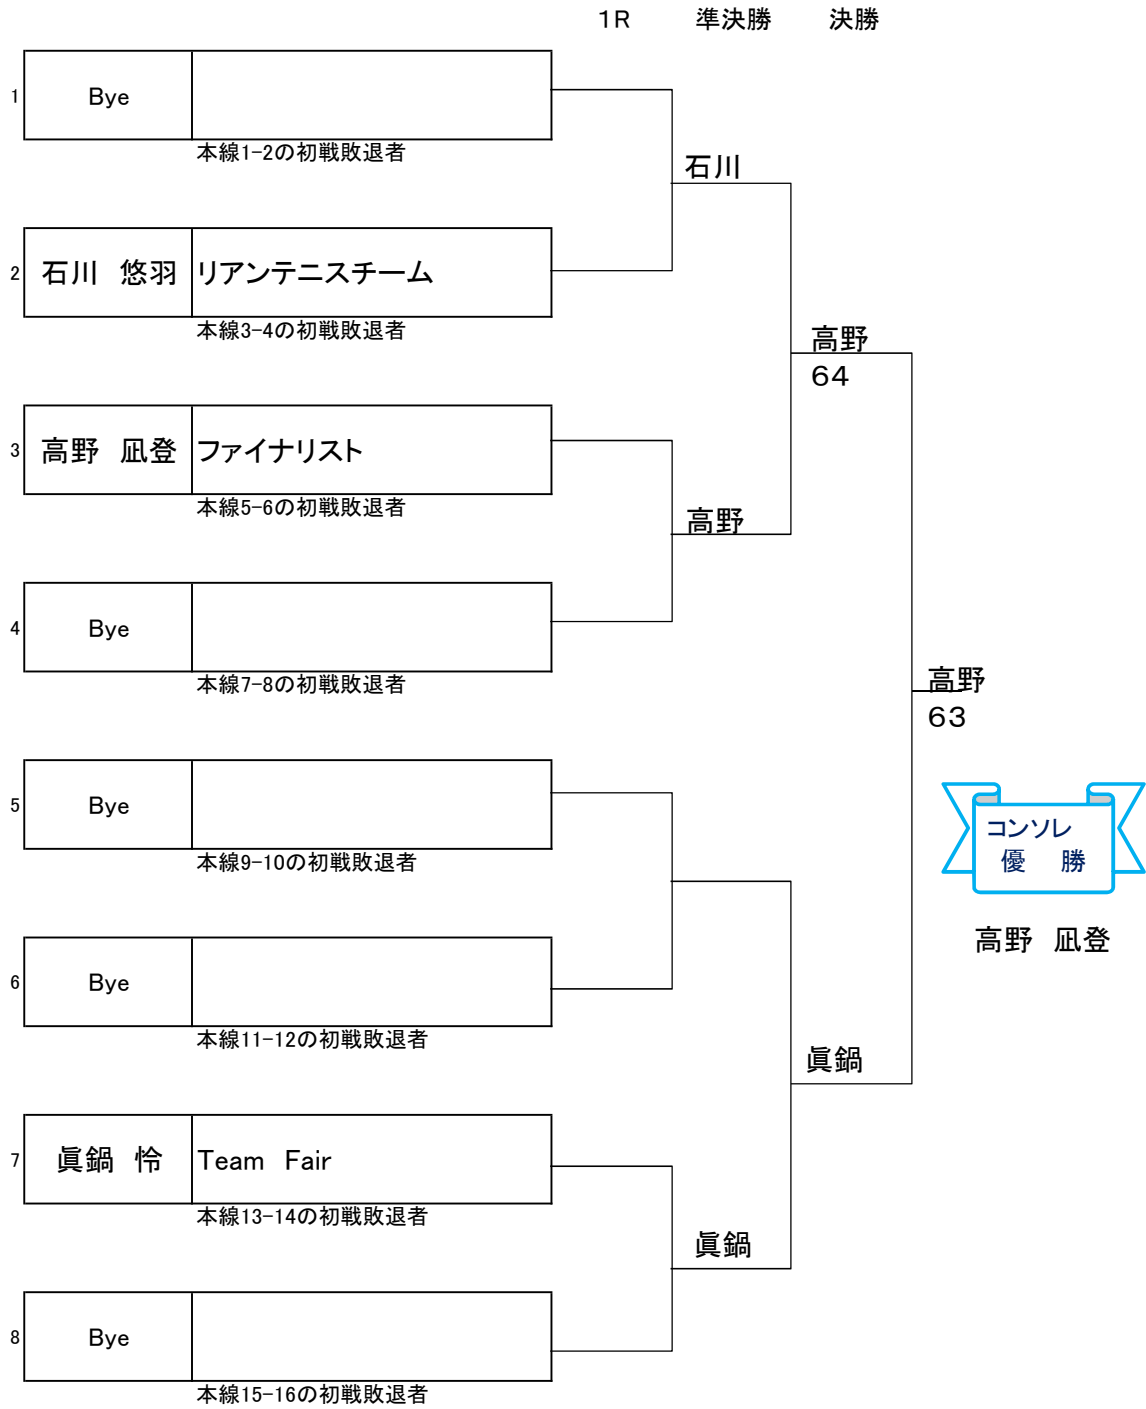 1R 準決勝 決勝
1 Bye
本線1-2の初戦敗退者
石川
2 石川 悠羽 リアンテニスチーム
本線3-4の初戦敗退者
高野
64
3 高野 凪登 ファイナリスト
本線5-6の初戦敗退者
高野
4 Bye
本線7-8の初戦敗退者
高野
63
5 Bye
本線9-10の初戦敗退者
コンソレ
優 勝
高野 凪登
6 Bye
本線11-12の初戦敗退者
眞鍋
7 眞鍋 怜 Team Fair
本線13-14の初戦敗退者
眞鍋
8 Bye
本線15-16の初戦敗退者